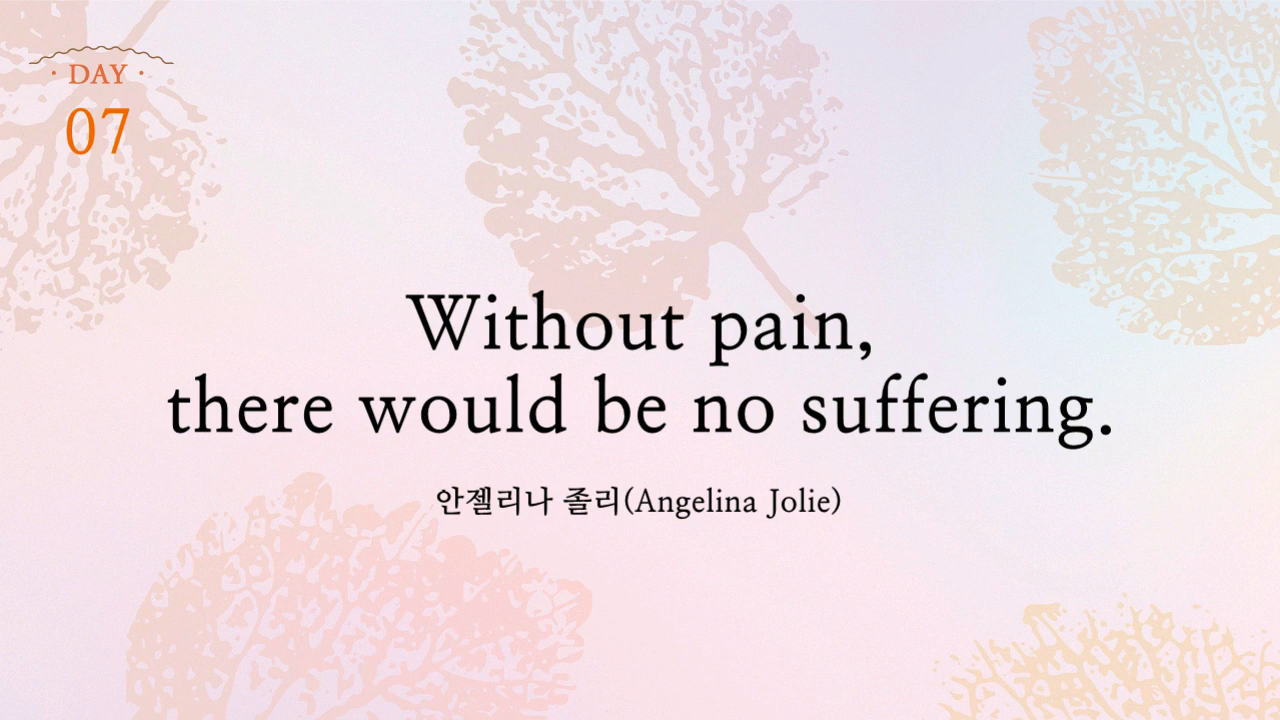 · DAY ·
07
Without pain,
there would be no suffering.
안젤리나 졸리(Angelina Jolie)